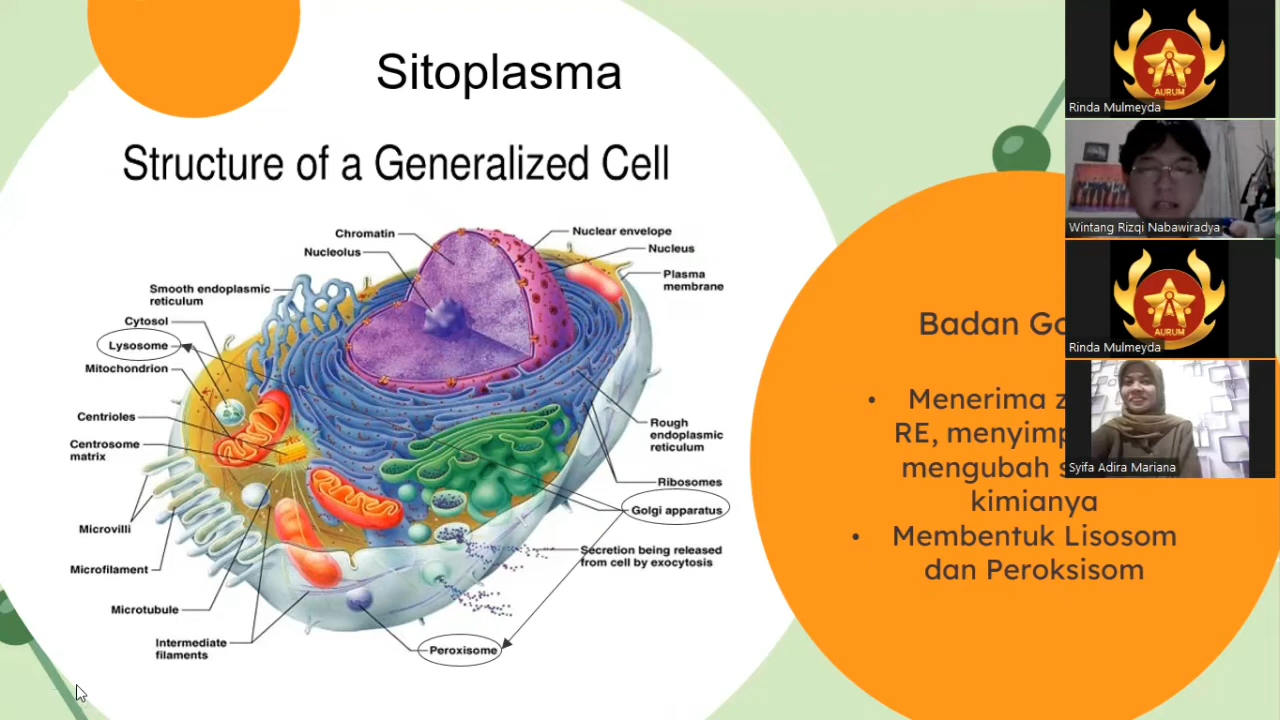 Sitoplasma
Structure of a Generalized Cell
Chromatin
Nucleolus
Smooth endoplasmic
reticulum
Cytosol
Lysosome
Mitochondrion
Centrioles
Centrosome
matrix
Microvilli
Microfilament
Microtubule
Intermediate
filaments
Nuclear envelope
Nucleus
Plasma
membrane
Rough
endoplasmic
reticulum
Ribosomes
Golgi apparatus
Secretion being released
from cell by exocytosis
Peroxisome
Badan
• Menerima
RE,
mengubah
kimianya
• Membentuk Lisosom
dan Peroksisom
AURUM
Rinda Mulmeyda
Wintang Rizqi Nabawiradya
AURUM
Rinda Mulmeyda
Syifa Adira Mariana